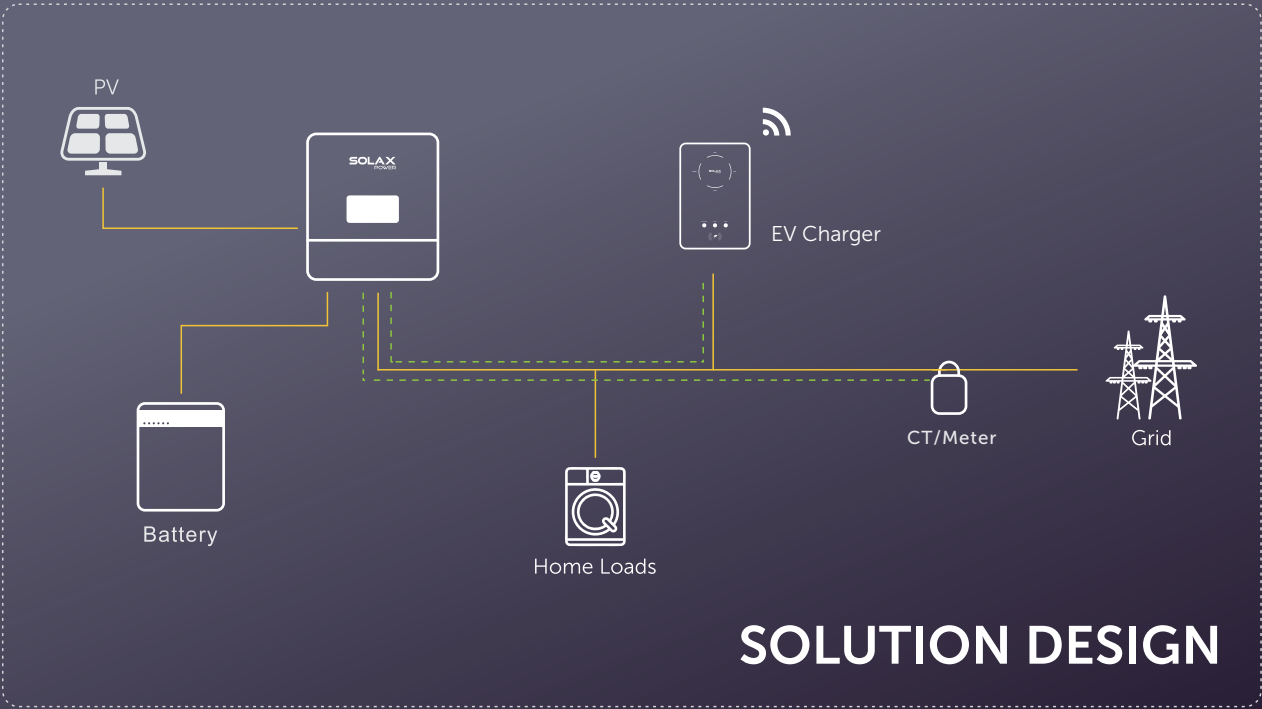 PV
SOLAX
POWER
EV Charger
CT/Meter
Grid
Battery
Home Loads
SOLUTION DESIGN